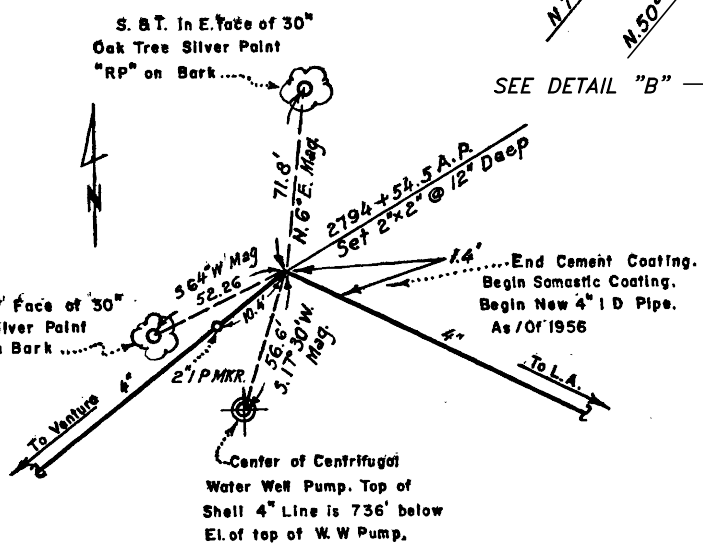 S. & T. in E. face of 30"
Oak Tree Silver Paint
"RP" on Bark
N. 50°
SEE DETAIL "B"
71.8'
N. 6° E. Mag.
2794 + 54.5 A.P.
Set 2"x2" @ 12" Deep
N
S 64° W Mag
52.26
10.4'
1.4'
End Cement Coating.
Begin Somastic Coating.
Begin New 4" I D Pipe.
As / Of 1956
Face of 30"
ilver Paint
Bark
56.6'
S. 17° 30' W.
Mag.
2" I P MKR.
4"
4"
To Ventura
To L.A.
Center of Centrifugal
Water Well Pump. Top of
Shell 4" Line is 736' below
El. of top of W. W Pump.